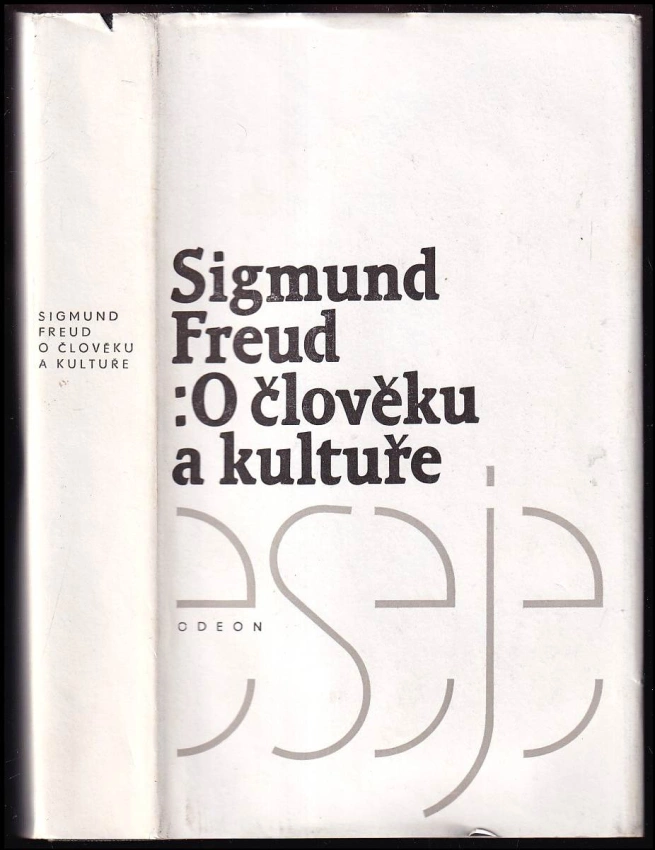 SIGMUND
FREUD
O ČLOVĚKU
A KULTUŘE
Sigmund
Freud
:O člověku
a kultuře
eseje
ODEON